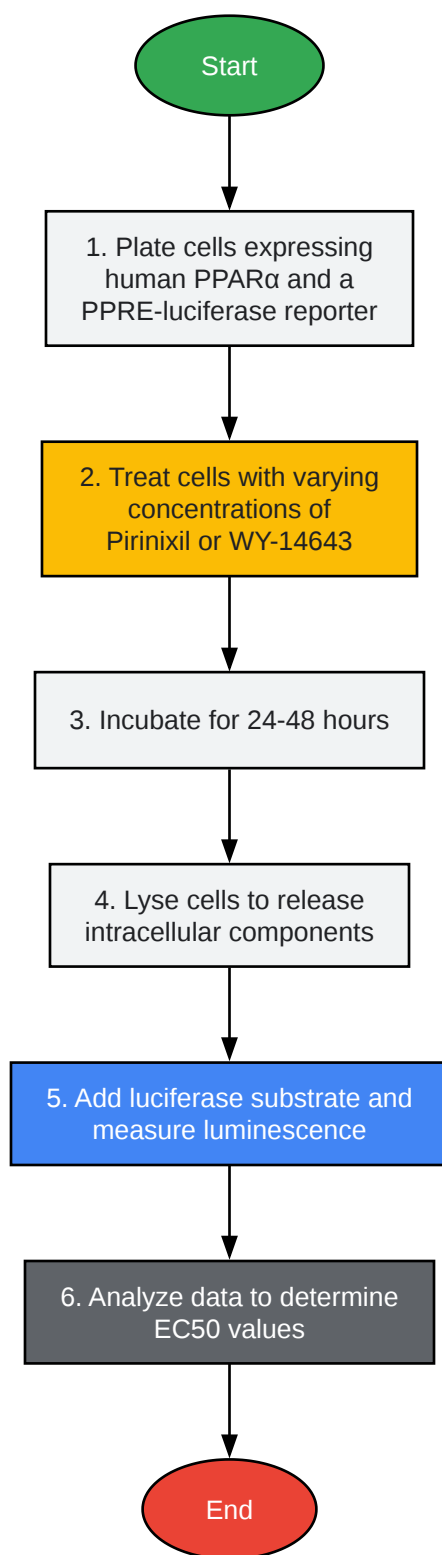 Start
1. Plate cells expressing
human PPARα and a
PPRE-luciferase reporter
2. Treat cells with varying
concentrations of
Pirinixil or WY-14643
3. Incubate for 24-48 hours
4. Lyse cells to release
intracellular components
5. Add luciferase substrate and
measure luminescence
6. Analyze data to determine
EC50 values
End